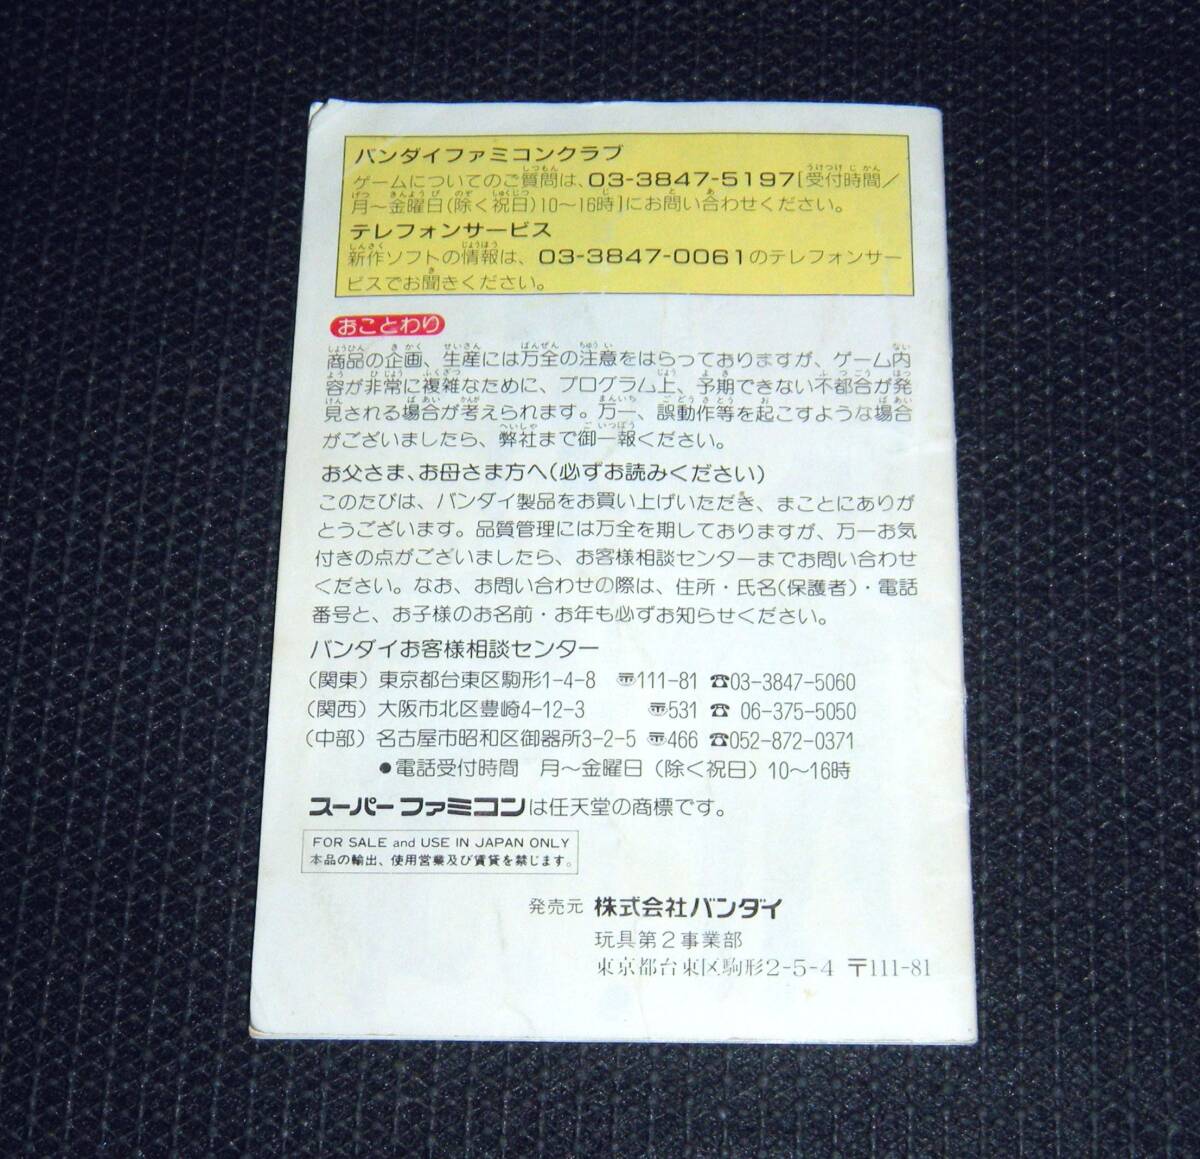 バンダイファミコンクラブ
ゲームについてのご質問は、03-3847-5197[受付時間／
月～金曜日(除く祝日)10～16時]にお問い合わせください。
テレフォンサービス
新作ソフトの情報は、03-3847-0061のテレフォンサー
ビスでお聞きください。
おことわり
商品の企画、生産には万全の注意をはらっておりますが、ゲーム内
容が非常に複雑なために、プログラム上、予期できない不都合が発
見される場合が考えられます。万一、誤動作等を起こすような場合
がございましたら、弊社まで御一報ください。
お父さま、お母さま方へ(必ずお読みください)
このたびは、バンダイ製品をお買い上げいただき、まことにありが
とうございます。品質管理には万全を期しておりますが、万一お気
付きの点がございましたら、お客様相談センターまでお問い合わせ
ください。なお、お問い合わせの際は、住所・氏名(保護者)・電話
番号と、お子様のお名前・お年も必ずお知らせください。
バンダイお客様相談センター
(関東) 東京都台東区駒形1-4-8 〠111-81 ☎03-3847-5060
(関西) 大阪市北区豊崎4-12-3 〠531 ☎ 06-375-5050
(中部) 名古屋市昭和区御器所3-2-5 〠466 ☎052-872-0371
●電話受付時間 月～金曜日(除く祝日)10～16時
スーパーファミコンは任天堂の商標です。
FOR SALE and USE IN JAPAN ONLY
本品の輸出、使用営業及び賃貸を禁じます。
発売元 株式会社バンダイ
玩具第2事業部
東京都台東区駒形2-5-4 〒111-81